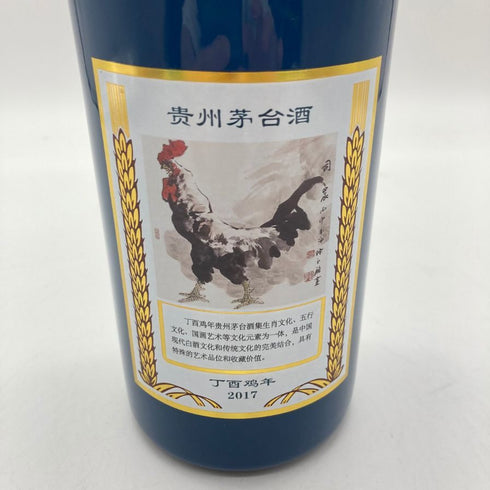 贵州茅台酒
丁酉鸡年贵州茅台酒集生肖文化、五行
文化、国画艺术等文化元素为一体，是中国
现代白酒文化和传统文化的完美结合，具有
特殊的艺术品位和收藏价值。
丁酉鸡年
2017